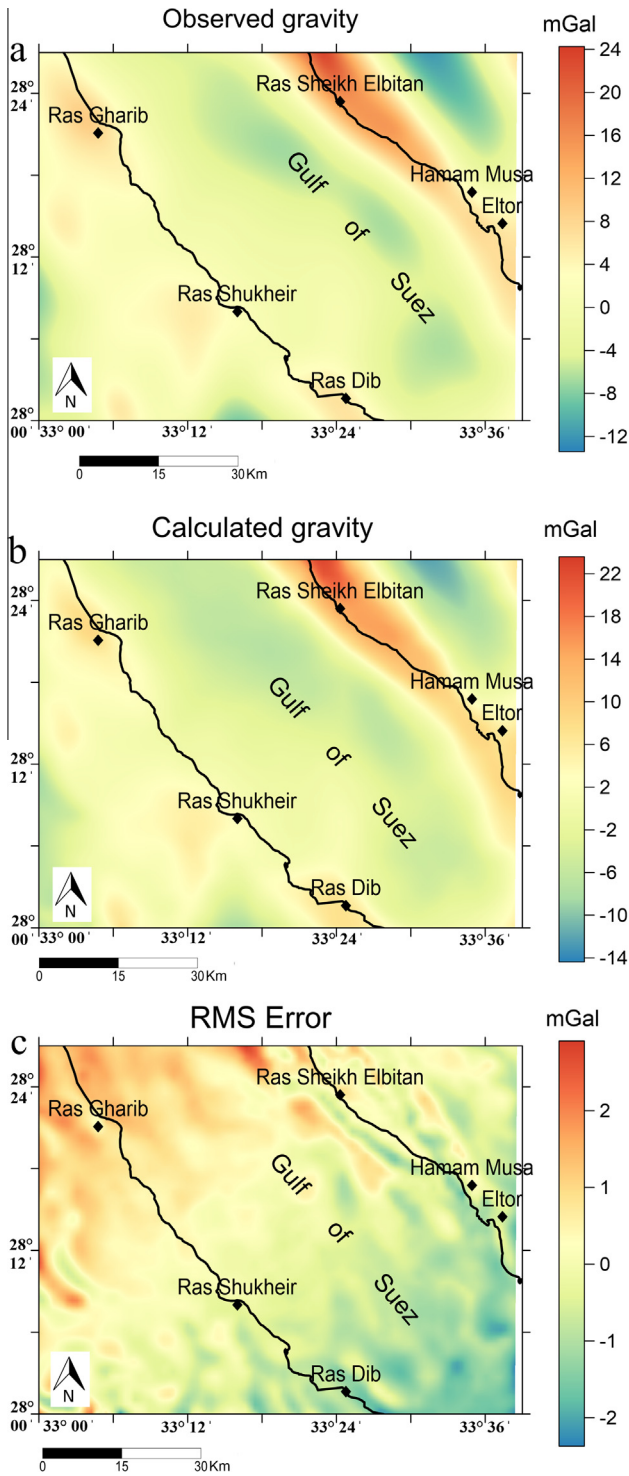 Observed gravity
mGal
a
28°
24'
28°
12'
28°
00'
33° 00'
33° 12'
33° 24'
33° 36'
Ras Gharib
Ras Sheikh Elbitan
Hamam Musa
Eltor
Gulf
of
Suez
Ras Shukheir
Ras Dib
N
0
15
30 Km
24
20
16
12
8
4
0
-4
-8
-12
Calculated gravity
mGal
b
28°
24'
28°
12'
28°
00'
33° 00'
33° 12'
33° 24'
33° 36'
Ras Gharib
Ras Sheikh Elbitan
Hamam Musa
Eltor
Gulf
of
Suez
Ras Shukheir
Ras Dib
N
0
15
30 Km
22
18
14
10
6
2
-2
-6
-10
-14
RMS Error
mGal
c
28°
24'
28°
12'
28°
00'
33° 00'
33° 12'
33° 24'
33° 36'
Ras Gharib
Ras Sheikh Elbitan
Hamam Musa
Eltor
Gulf
of
Suez
Ras Shukheir
Ras Dib
N
0
15
30 Km
2
1
0
-1
-2